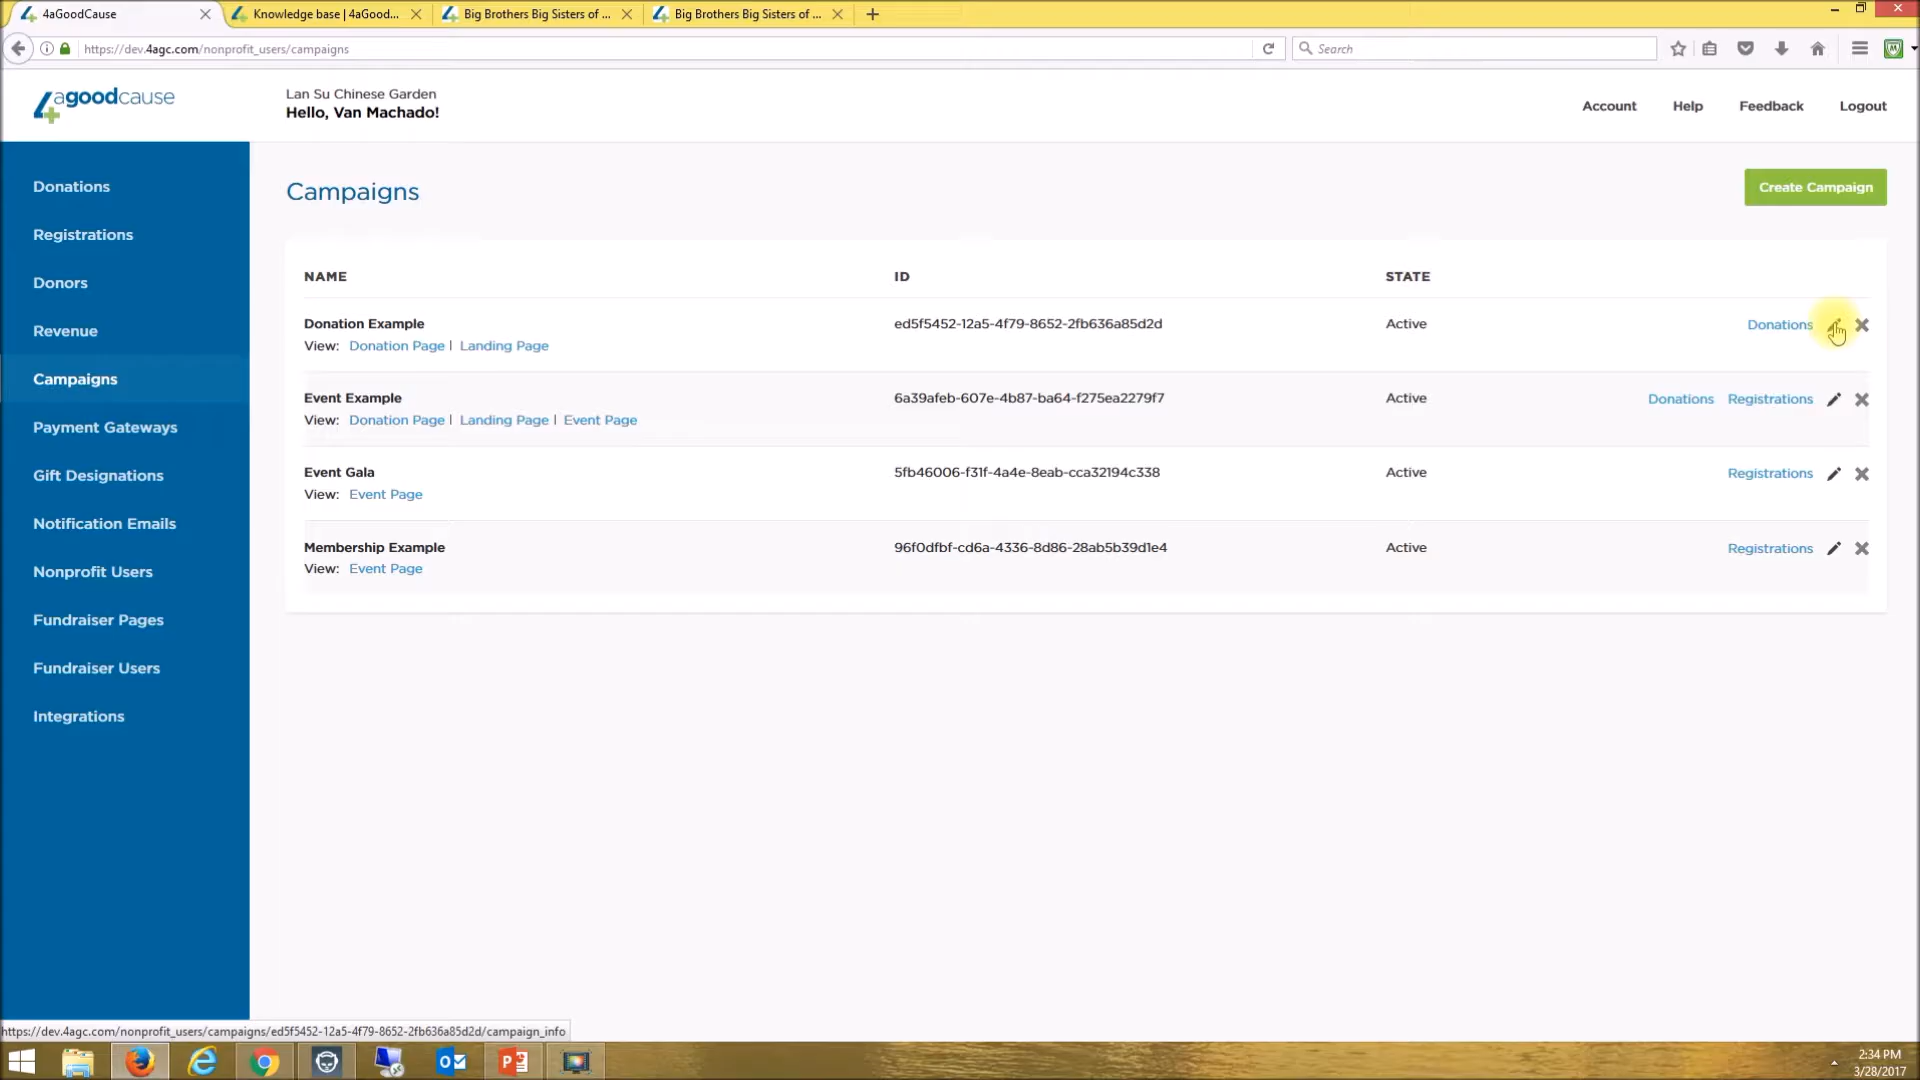 4aGoodCause
Knowledge base | 4aGood...
Big Brothers Big Sisters of ...
Big Brothers Big Sisters of ...
https://dev.4agc.com/nonprofit_users/campaigns
Search
4agoodcause
Lan Su Chinese Garden
Hello, Van Machado!
Account
Help
Feedback
Logout
Donations
Registrations
Donors
Revenue
Campaigns
Payment Gateways
Gift Designations
Notification Emails
Nonprofit Users
Fundraiser Pages
Fundraiser Users
Integrations
Campaigns
Create Campaign
NAME ID STATE
Donation Example ed5f5452-12a5-4f79-8652-2fb636a85d2d Active Donations
View: Donation Page | Landing Page
Event Example 6a39afeb-607e-4b87-ba64-f275ea2279f7 Active Donations Registrations
View: Donation Page | Landing Page | Event Page
Event Gala 5fb46006-f31f-4a4e-8eab-cca32194c338 Active Registrations
View: Event Page
Membership Example 96f0dfbf-cd6a-4336-8d86-28ab5b39d1e4 Active Registrations
View: Event Page
https://dev.4agc.com/nonprofit_users/campaigns/ed5f5452-12a5-4f79-8652-2fb636a85d2d/campaign_info
2:34 PM
3/28/2017